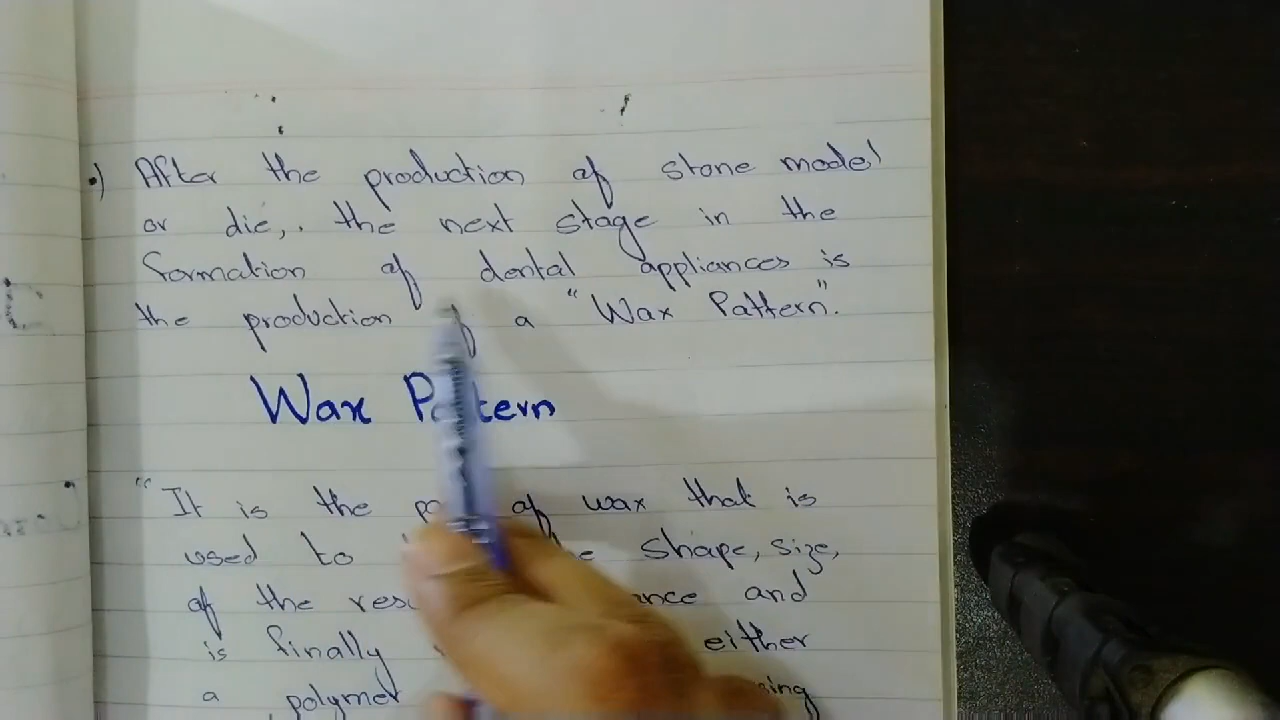 •) After the production of stone model
or die, . the next stage in the
formation of dental appliances is
the production of a "Wax Pattern".
Wax Pattern
" It is the of wax that is
used to shape, size,
of the and
is finally either
a polymer